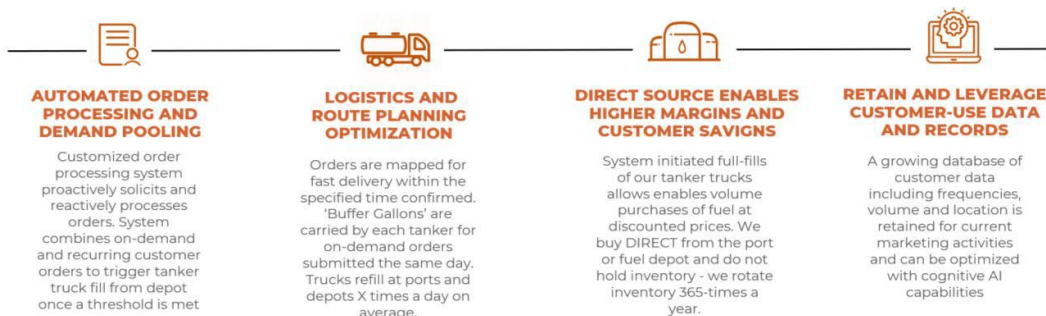 AUTOMATED ORDER
PROCESSING AND
DEMAND POOLING
Customized order
processing system
proactively solicits and
reactively processes
orders. System
combines on-demand
and recurring customer
orders to trigger tanker
truck fill from depot
once a threshold is met
LOGISTICS AND
ROUTE PLANNING
OPTIMIZATION
Orders are mapped for
fast delivery within the
specified time confirmed.
'Buffer Gallons' are
carried by each tanker for
on-demand orders
submitted the same day.
Trucks refill at ports and
depots X times a day on
average.
DIRECT SOURCE ENABLES
HIGHER MARGINS AND
CUSTOMER SAVIGNS
System initiated full-fills
of our tanker trucks
allows enables volume
purchases of fuel at
discounted prices. We
buy DIRECT from the port
or fuel depot and do not
hold inventory - we rotate
inventory 365-times a
year.
RETAIN AND LEVERAGE
CUSTOMER-USE DATA
AND RECORDS
A growing database of
customer data
including frequencies,
volume and location is
retained for current
marketing activities
and can be optimized
with cognitive AI
capabilities